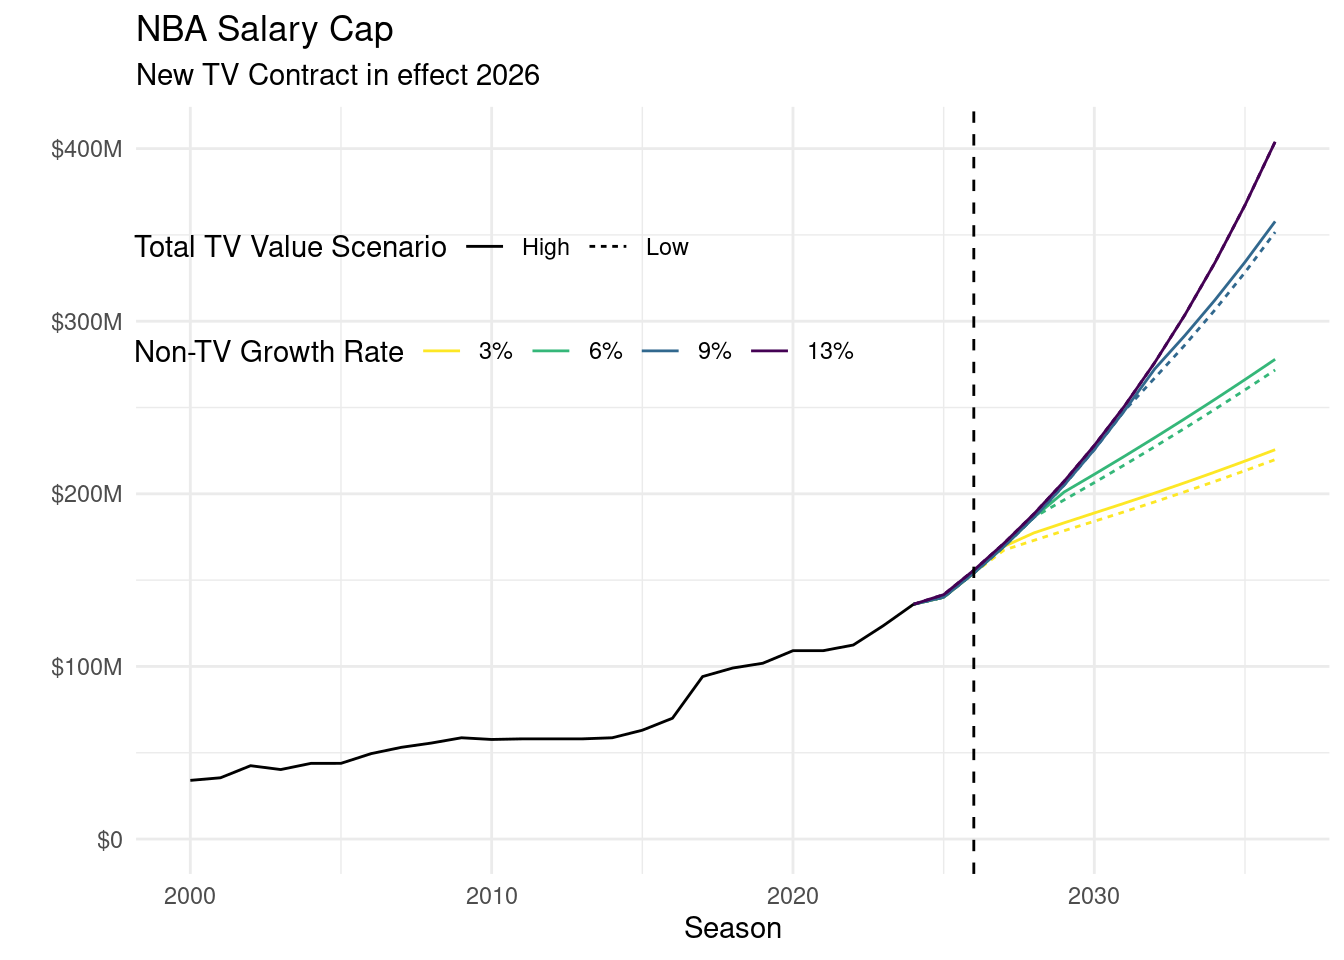 NBA Salary Cap
New TV Contract in effect 2026
$400M
Total TV Value Scenario High Low
$300M
Non-TV Growth Rate 3% 6% 9% 13%
$200M
$100M
$0
2000 2010 2020 2030
Season